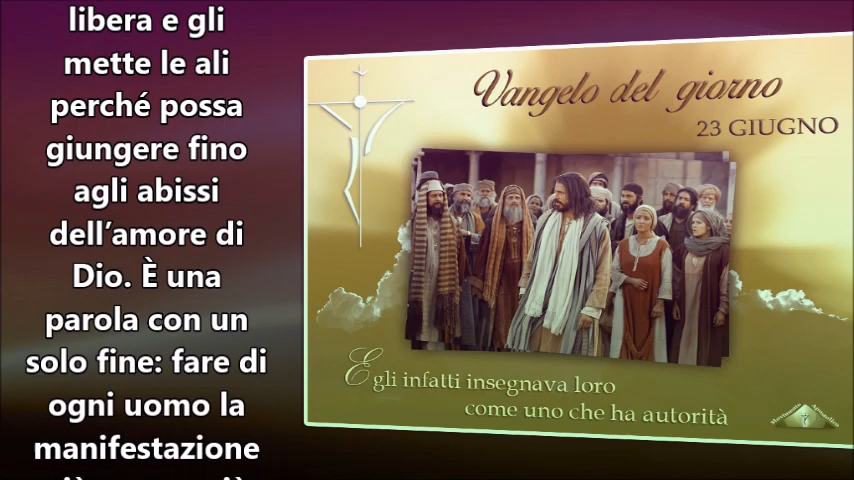 libera e gli
mette le ali
perché possa
giungere fino
agli abissi
dell’amore di
Dio. È una
parola con un
solo fine: fare di
ogni uomo la
manifestazione
Vangelo del giorno
23 GIUGNO
Egli infatti insegnava loro
come uno che ha autorità
Movimento Apostolico